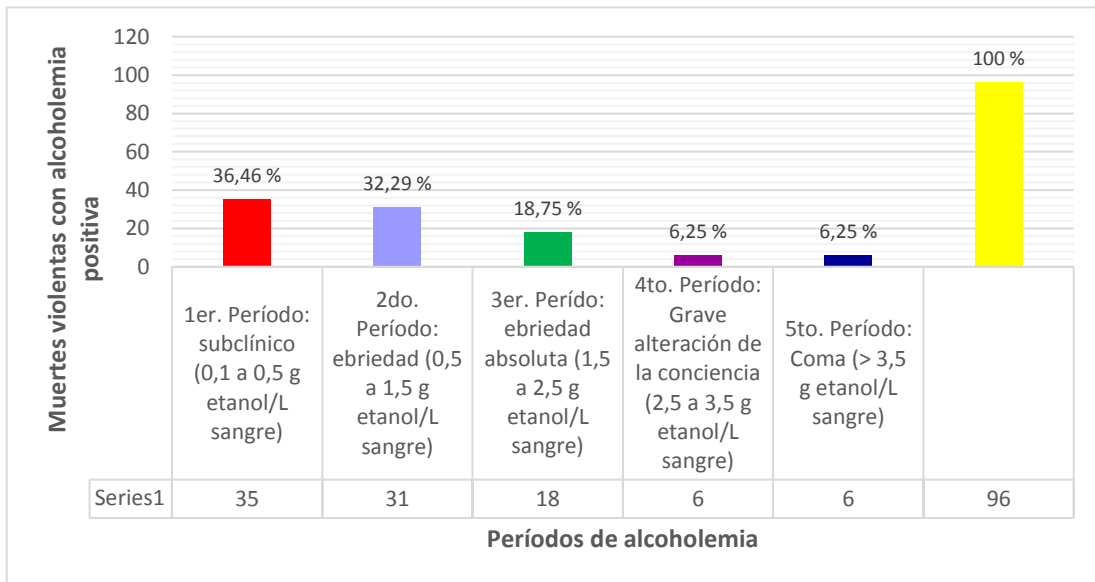 Muertes violentas con alcoholemia
positiva
120
100
80
60
40
20
0
36,46 %
32,29 %
18,75 %
6,25 %
6,25 %
100 %
1er. Período:
subclínico
(0,1 a 0,5 g
etanol/L
sangre)
2do.
Período:
ebriedad (0,5
a 1,5 g
etanol/L
sangre)
3er. Perído:
ebriedad
absoluta (1,5
a 2,5 g
etanol/L
sangre)
4to. Período:
Grave
alteración de
la conciencia
(2,5 a 3,5 g
etanol/L
sangre)
5to. Período:
Coma (> 3,5
g etanol/L
sangre)
Series1 35 31 18 6 6 96
Períodos de alcoholemia